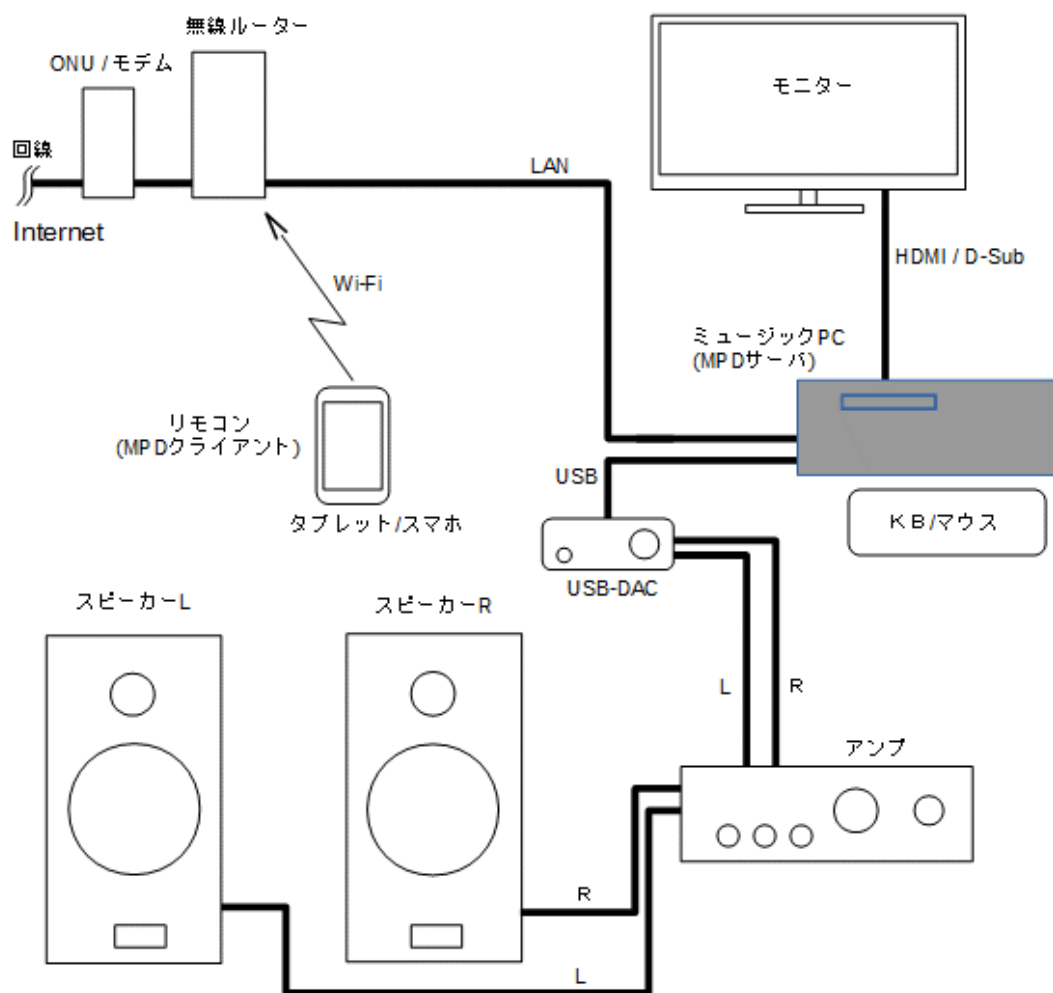 無線ルーター
ONU / モデム
モニター
回線
LAN
Internet
HDMI / D-Sub
Wi-Fi
ミュージックPC
(MPDサーバ)
リモコン
(MPDクライアント)
タブレット/スマホ
USB
KB/マウス
USB-DAC
スピーカーL
スピーカーR
L
R
アンプ
R
L